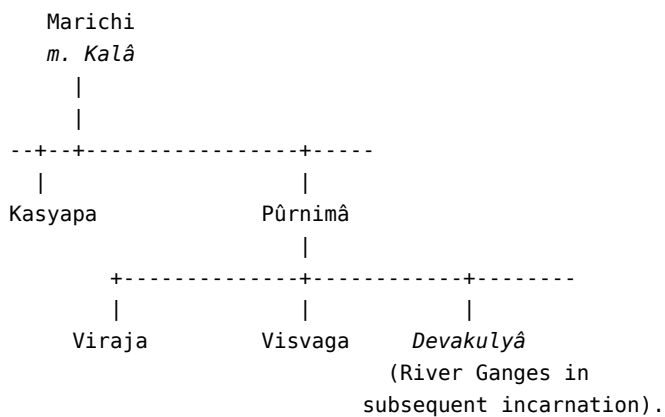 Marichi
m. Kalâ
|
|
--+--+-----------------+-----
| |
Kasyapa Pûrnimâ
|
+--------------+------------+--------
| | |
Viraja Visvaga Devakulyâ
(River Ganges in
subsequent incarnation).